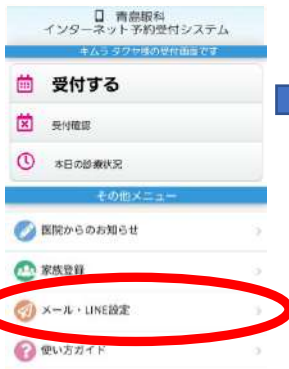 青島眼科
インターネット予約受付システム
キムラ タクヤ様の受付画面です
受付する
受付確認
本日の診療状況
その他メニュー
医院からのお知らせ
家族登録
メール・LINE設定
使い方ガイド